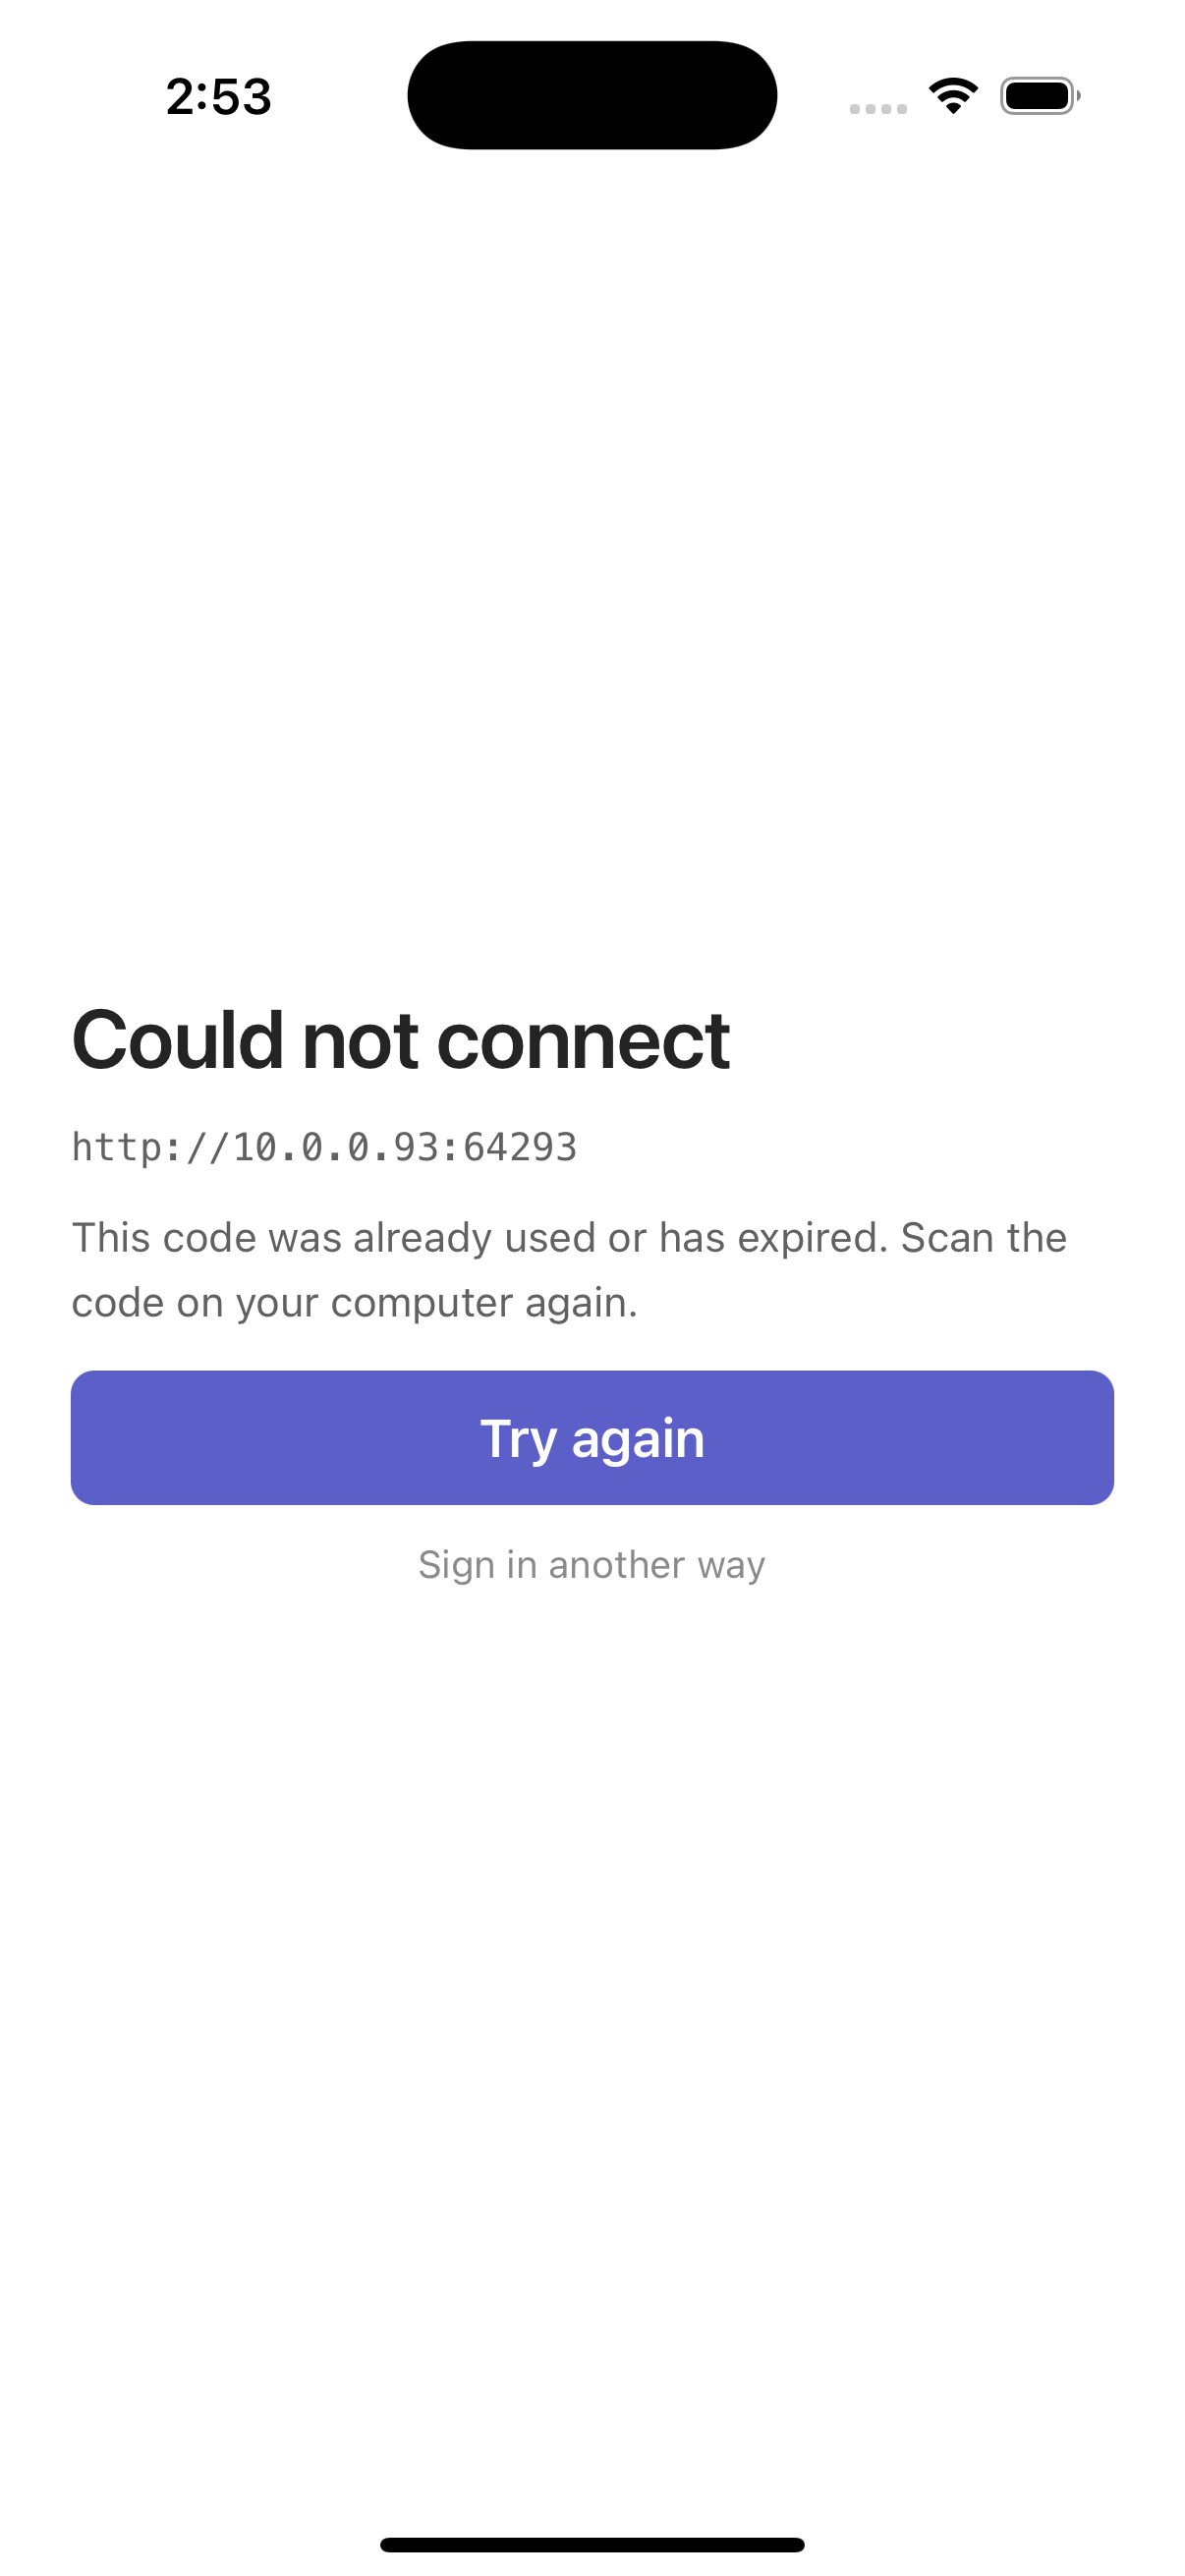 2:53
Could not connect
http://10.0.0.93:64293
This code was already used or has expired. Scan the
code on your computer again.
Try again
Sign in another way